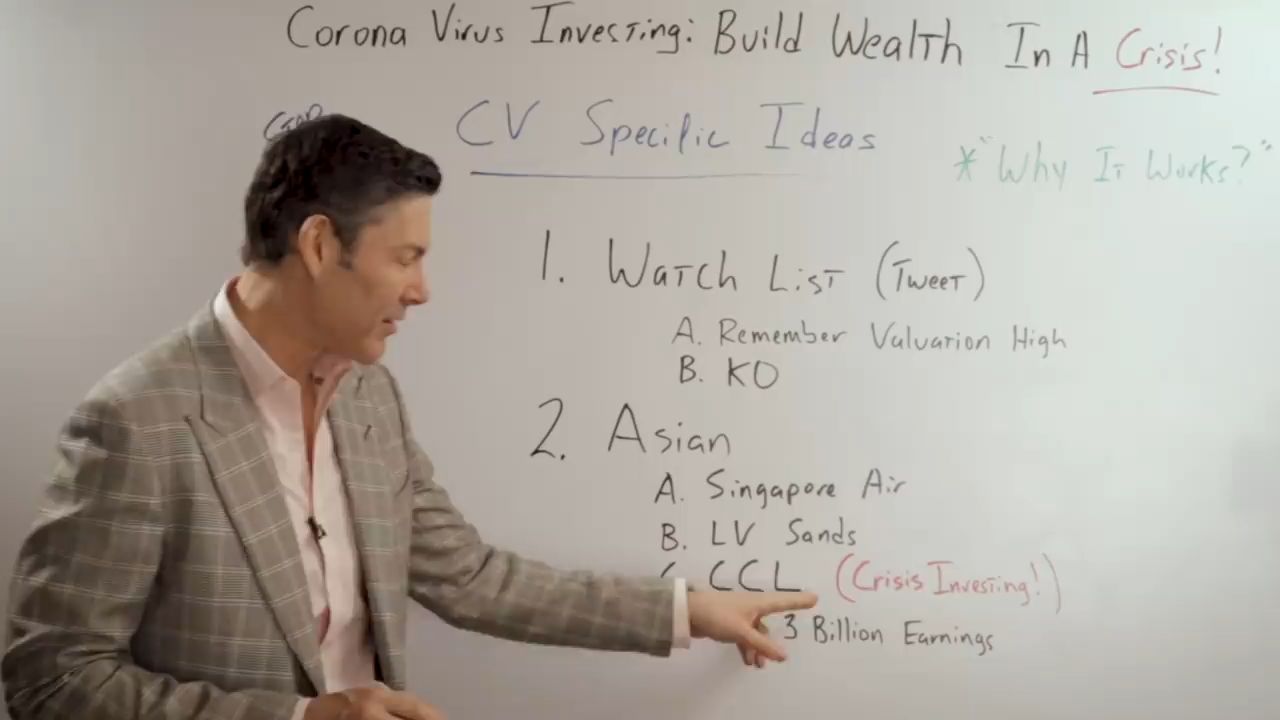 Corona Virus Investing: Build Wealth In A Crisis!
CV Specific Ideas
* "Why It Works?"
1. Watch List (Tweet)
A. Remember Valuation High
B. KO
2. Asian
A. Singapore Air
B. LV Sands
CCL (Crisis Investing!)
3 Billion Earnings